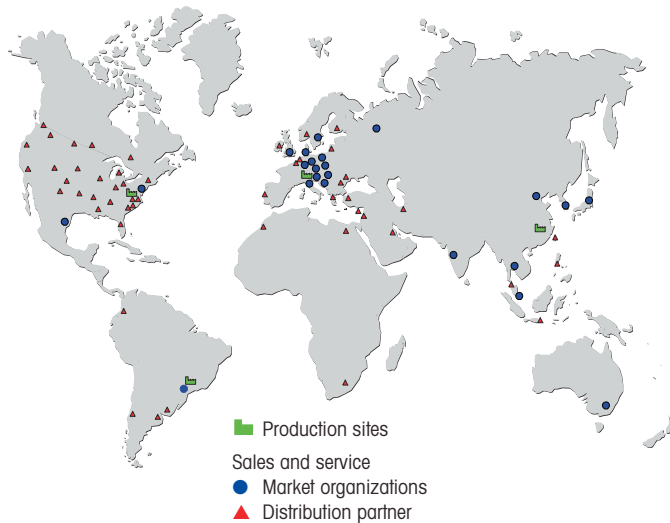 Production sites
Sales and service
Market organizations
Distribution partner